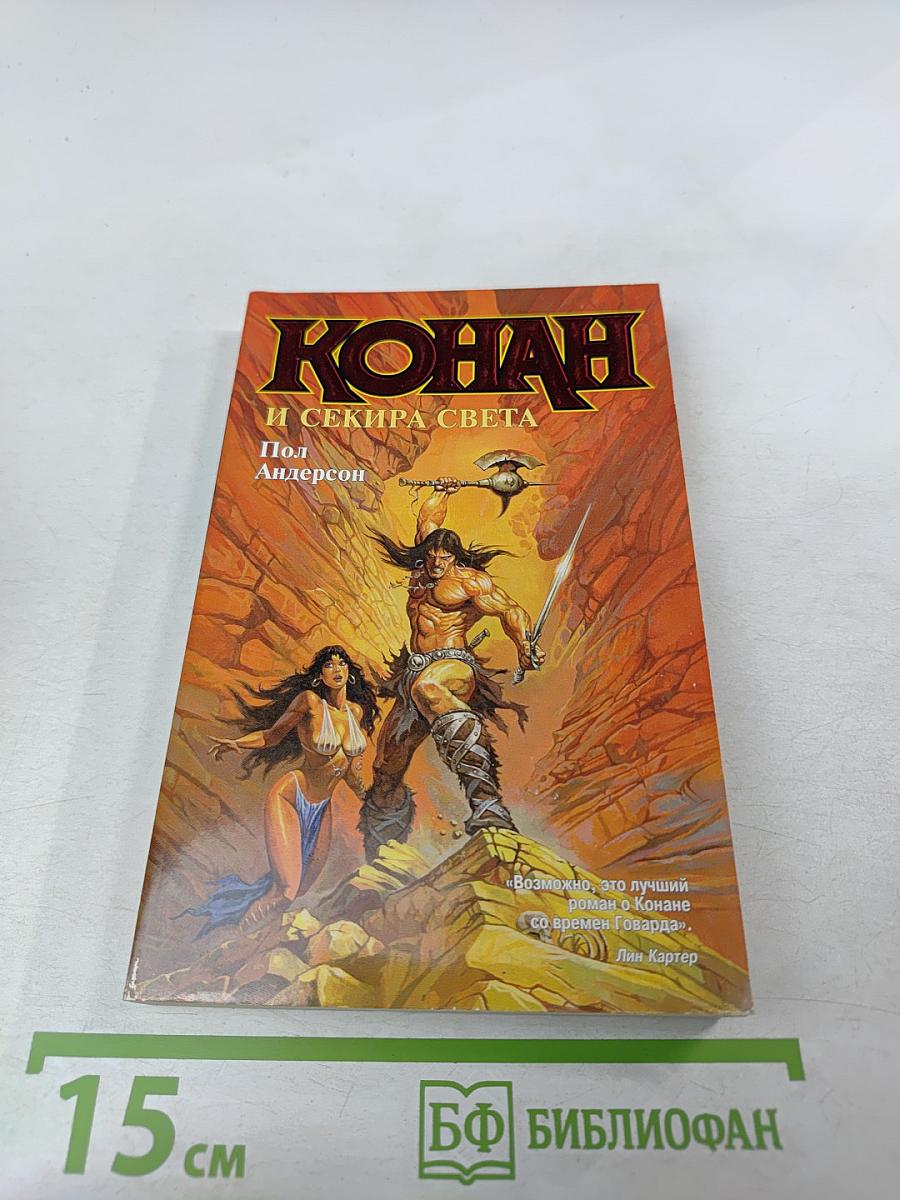 КОНАН
И СЕКИРА СВЕТА
Пол
Андерсон
«Возможно, это лучший
роман о Конане
со времен Говарда».
Лин Картер
15 см
БФ БИБЛИОФАН